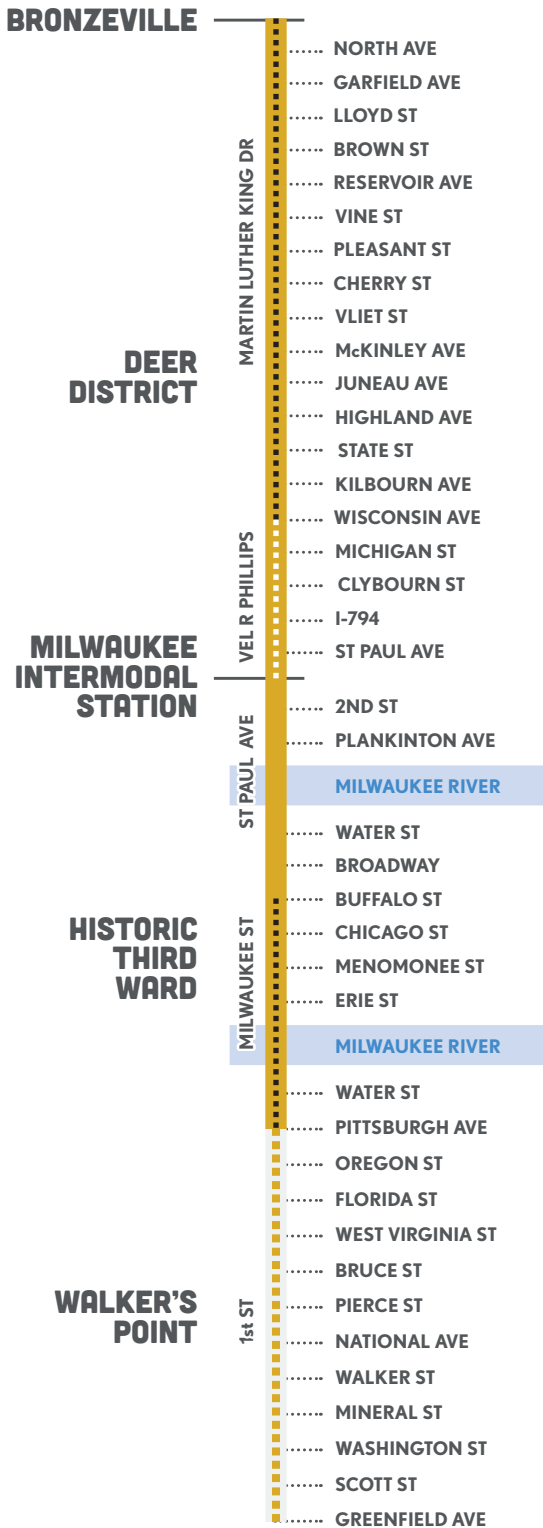 BRONZEVILLE
NORTH AVE
GARFIELD AVE
LLOYD ST
BROWN ST
RESERVOIR AVE
VINE ST
PLEASANT ST
CHERRY ST
VLIET ST
McKINLEY AVE
JUNEAU AVE
HIGHLAND AVE
STATE ST
KILBOURN AVE
WISCONSIN AVE
MARTIN LUTHER KING DR
DEER
DISTRICT
MICHIGAN ST
CLYBOURN ST
I-794
ST PAUL AVE
VEL R PHILLIPS
MILWAUKEE
INTERMODAL
STATION
2ND ST
PLANKINTON AVE
MILWAUKEE RIVER
ST PAUL AVE
WATER ST
BROADWAY
BUFFALO ST
CHICAGO ST
MENOMONEE ST
ERIE ST
HISTORIC
THIRD
WARD
MILWAUKEE ST
MILWAUKEE RIVER
WATER ST
PITTSBURGH AVE
OREGON ST
FLORIDA ST
WEST VIRGINIA ST
BRUCE ST
PIERCE ST
NATIONAL AVE
WALKER'S
POINT
1st ST
WALKER ST
MINERAL ST
WASHINGTON ST
SCOTT ST
GREENFIELD AVE